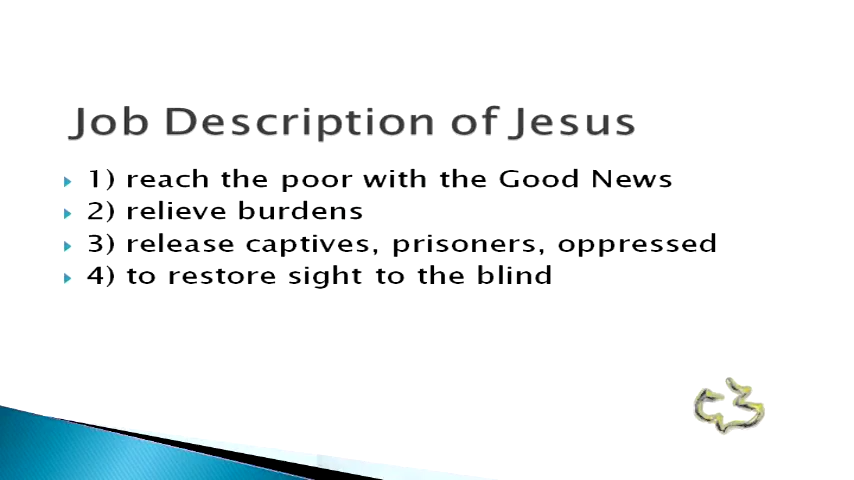 Job Description of Jesus
1) reach the poor with the Good News
2) relieve burdens
3) release captives, prisoners, oppressed
4) to restore sight to the blind
C3